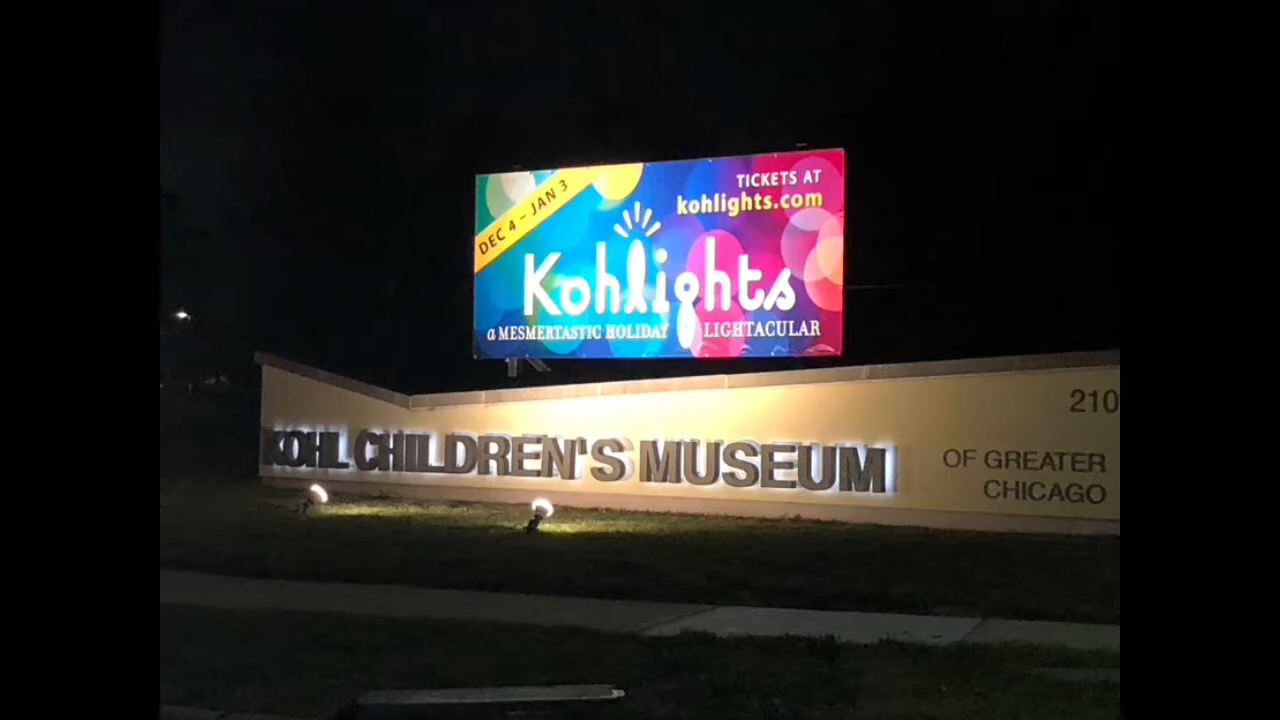 DEC 4 – JAN 3
TICKETS AT
kohlights.com
Kohlights
a MESMERTASTIC HOLIDAY LIGHTACULAR
210
KOHL CHILDREN'S MUSEUM
OF GREATER
CHICAGO